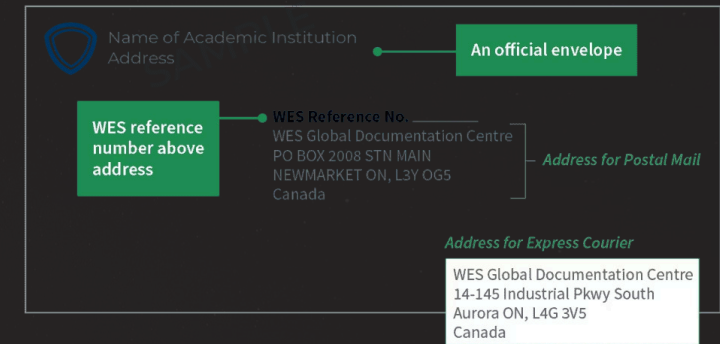 Name of Academic Institution
Address
An official envelope
WES reference
number above
address
WES Reference No. ________
WES Global Documentation Centre
PO BOX 2008 STN MAIN
NEWMARKET ON, L3Y OG5
Canada
Address for Postal Mail
Address for Express Courier
WES Global Documentation Centre
14-145 Industrial Pkwy South
Aurora ON, L4G 3V5
Canada
SAMPLE